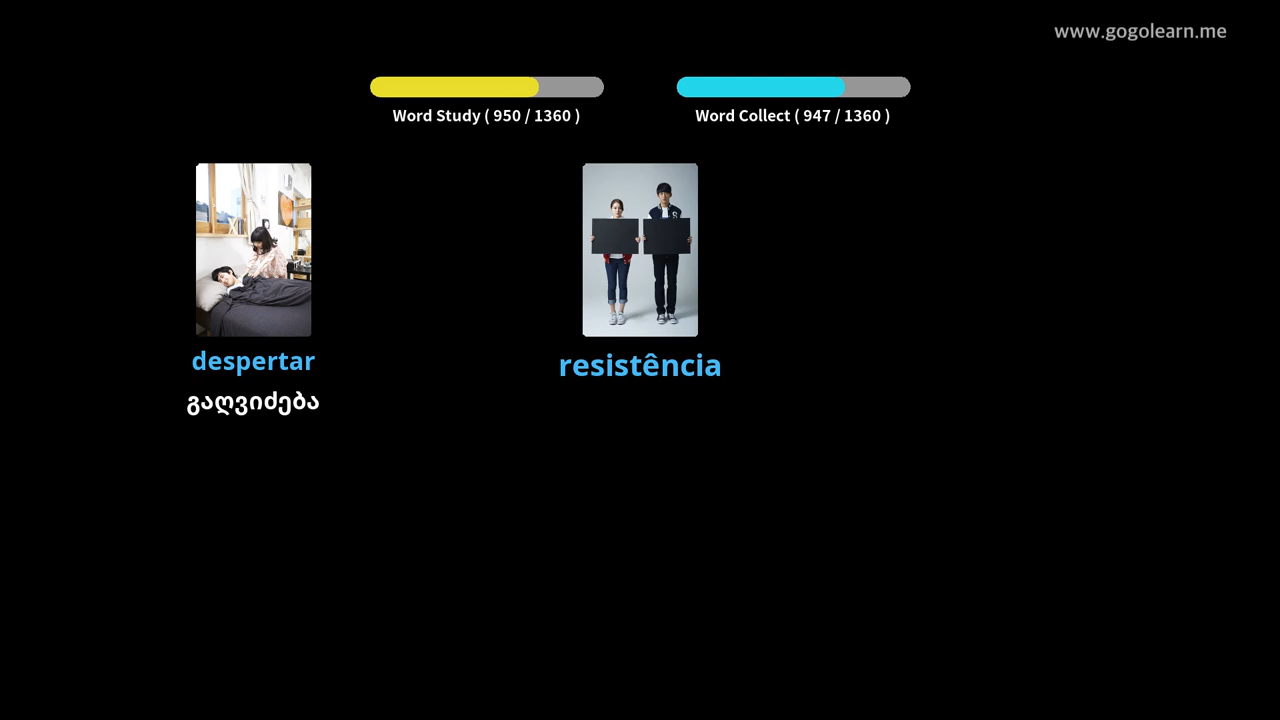 www.gogolearn.me
Word Study ( 950 / 1360 )
Word Collect ( 947 / 1360 )
despertar
გაღვიძება
resistência